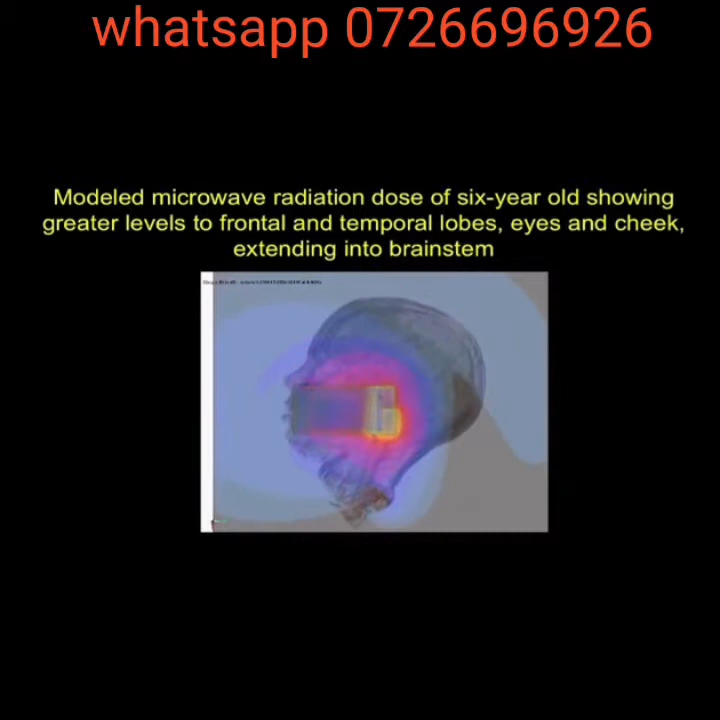 whatsapp 0726696926
Modeled microwave radiation dose of six-year old showing
greater levels to frontal and temporal lobes, eyes and cheek,
extending into brainstem